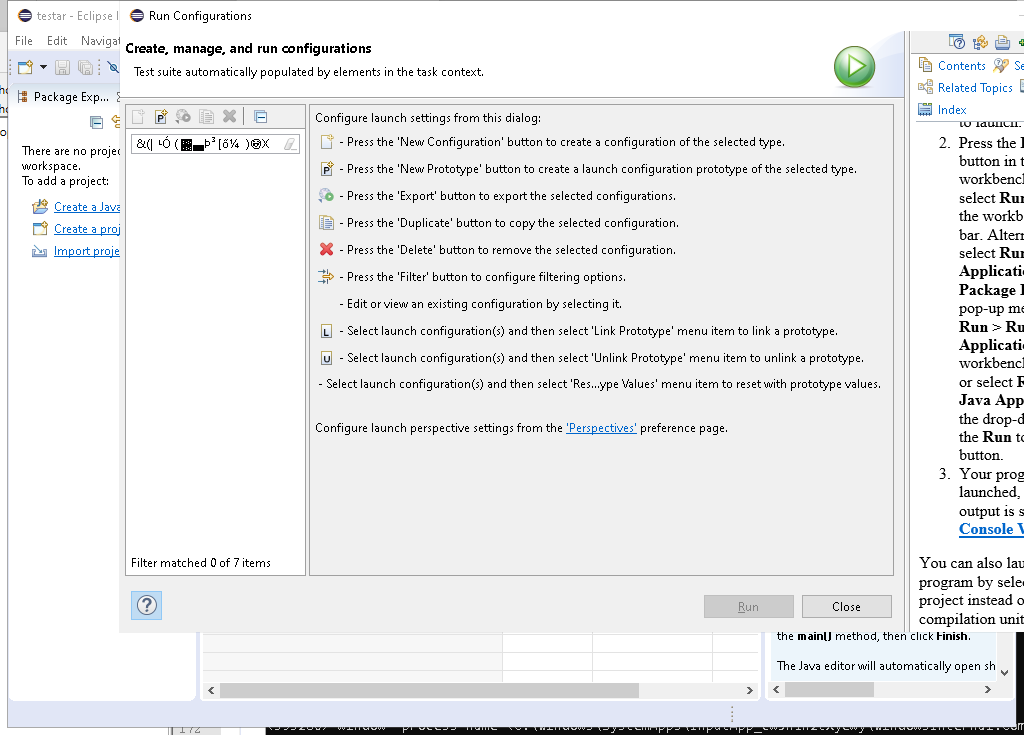 testar - Eclipse I
Run Configurations
File Edit Navigat
Create, manage, and run configurations
Test suite automatically populated by elements in the task context.
Package Exp...
There are no projec
workspace.
To add a project:
Create a Java
Create a proj
Import proje
Filter matched 0 of 7 items
Configure launch settings from this dialog:
- Press the 'New Configuration' button to create a configuration of the selected type.
- Press the 'New Prototype' button to create a launch configuration prototype of the selected type.
- Press the 'Export' button to export the selected configurations.
- Press the 'Duplicate' button to copy the selected configuration.
- Press the 'Delete' button to remove the selected configuration.
- Press the 'Filter' button to configure filtering options.
- Edit or view an existing configuration by selecting it.
- Select launch configuration(s) and then select 'Link Prototype' menu item to link a prototype.
- Select launch configuration(s) and then select 'Unlink Prototype' menu item to unlink a prototype.
- Select launch configuration(s) and then select 'Res...ype Values' menu item to reset with prototype values.
Configure launch perspective settings from the 'Perspectives' preference page.
Run Close
Contents Se
Related Topics
Index
to launch.
2. Press the
button in t
workbench
select Run
the workb
bar. Altern
select Run
Applicatio
Package
pop-up me
Run > Ru
Applicatio
workbench
or select R
Java App
the drop-d
the Run to
button.
3. Your prog
launched,
output is s
Console V
You can also lau
program by selec
project instead o
compilation unit
the main() method, then click Finish.
The Java editor will automatically open sh
172